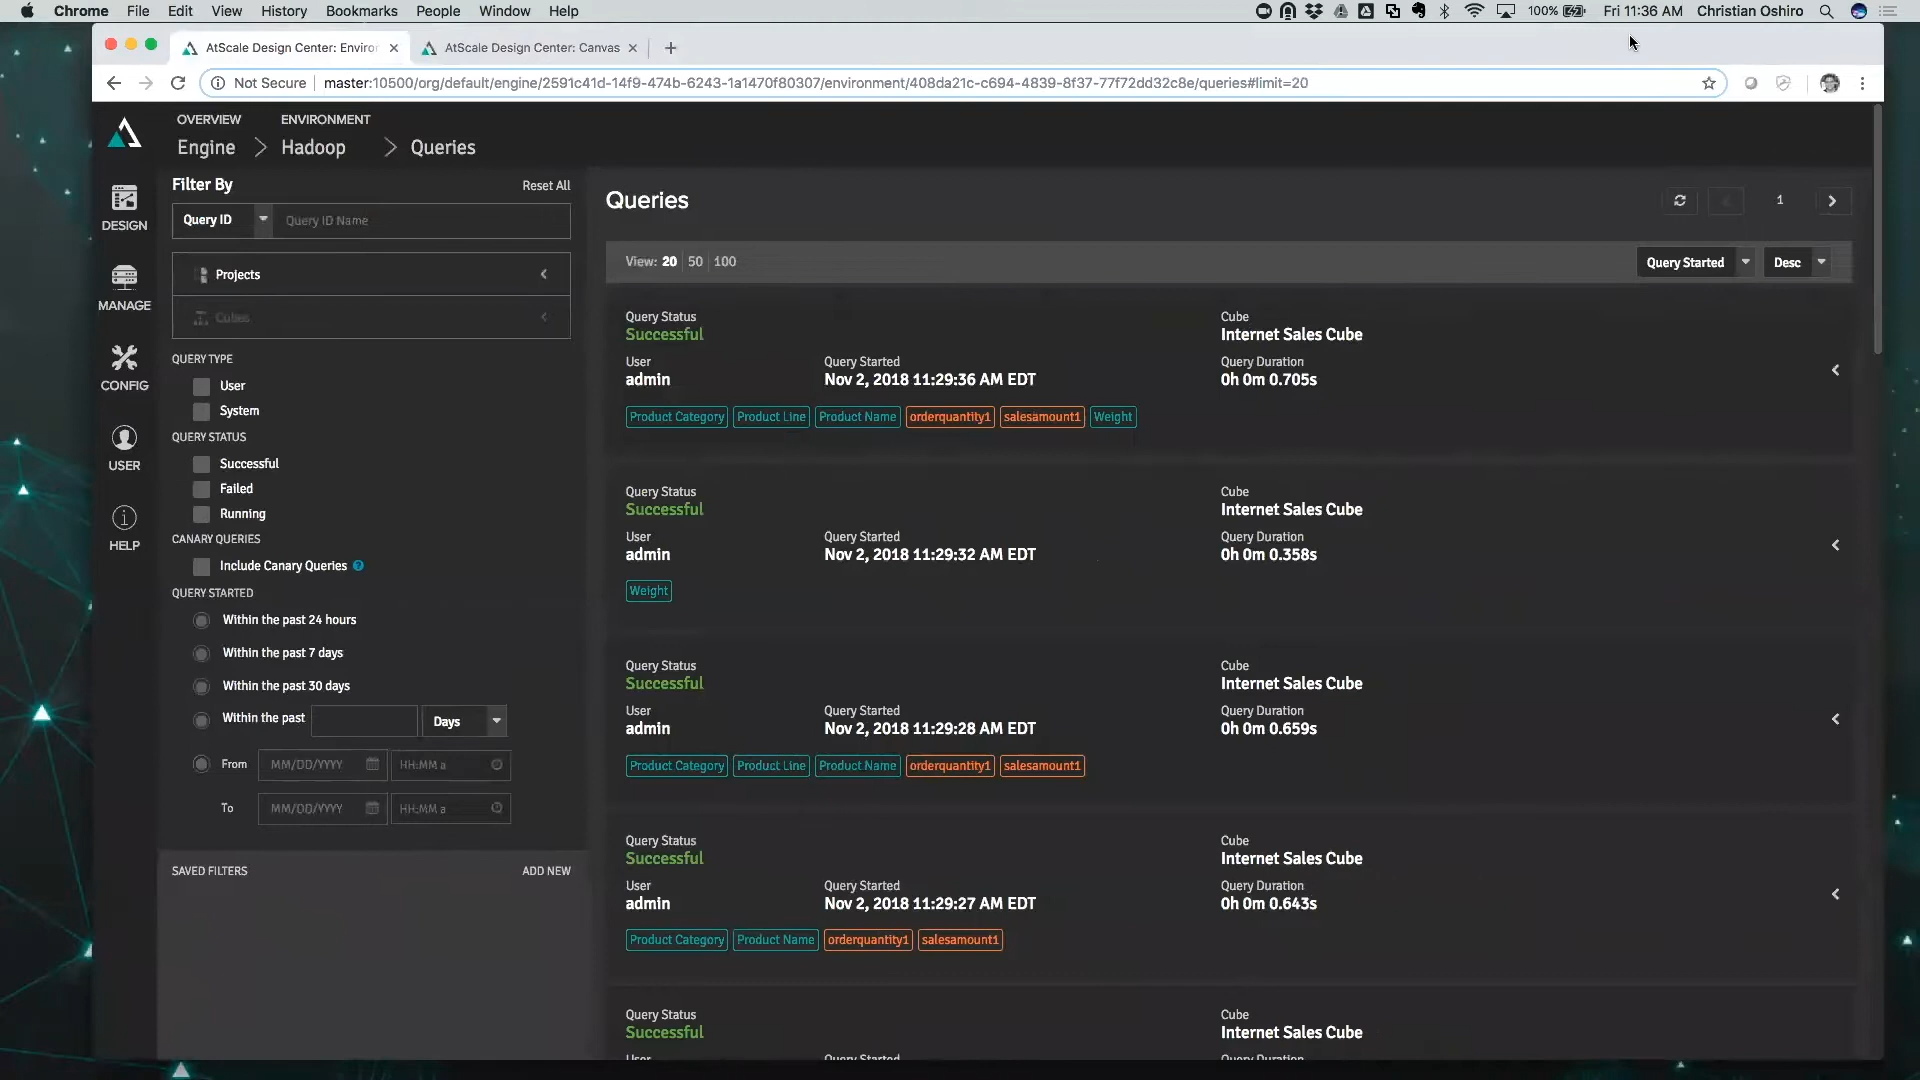 Chrome File Edit View History Bookmarks People Window Help 100% Fri 11:36 AM Christian Oshiro
AtScale Design Center: Enviro AtScale Design Center: Canvas
Not Secure master:10500/org/default/engine/2591c41d-14f9-474b-6243-1a1470f80307/environment/408da21c-c694-4839-8f37-77f72dd32c8e/queries#limit=20
OVERVIEW ENVIRONMENT
Engine Hadoop Queries
DESIGN
MANAGE
CONFIG
USER
HELP
Filter By Reset All
Query ID Query ID Name
Projects
Cubes
QUERY TYPE
User
System
QUERY STATUS
Successful
Failed
Running
CANARY QUERIES
Include Canary Queries ?
QUERY STARTED
Within the past 24 hours
Within the past 7 days
Within the past 30 days
Within the past Days
From MM/DD/YYYY HH:MM a
To MM/DD/YYYY HH:MM a
SAVED FILTERS ADD NEW
Queries 1
View: 20 50 100 Query Started Desc
Query Status Cube
Successful Internet Sales Cube
User Query Started Query Duration
admin Nov 2, 2018 11:29:36 AM EDT 0h 0m 0.705s
Product Category Product Line Product Name orderquantity1 salesamount1 Weight
Query Status Cube
Successful Internet Sales Cube
User Query Started Query Duration
admin Nov 2, 2018 11:29:32 AM EDT 0h 0m 0.358s
Weight
Query Status Cube
Successful Internet Sales Cube
User Query Started Query Duration
admin Nov 2, 2018 11:29:28 AM EDT 0h 0m 0.659s
Product Category Product Line Product Name orderquantity1 salesamount1
Query Status Cube
Successful Internet Sales Cube
User Query Started Query Duration
admin Nov 2, 2018 11:29:27 AM EDT 0h 0m 0.643s
Product Category Product Name orderquantity1 salesamount1
Query Status Cube
Successful Internet Sales Cube
User Query Started Query Duration